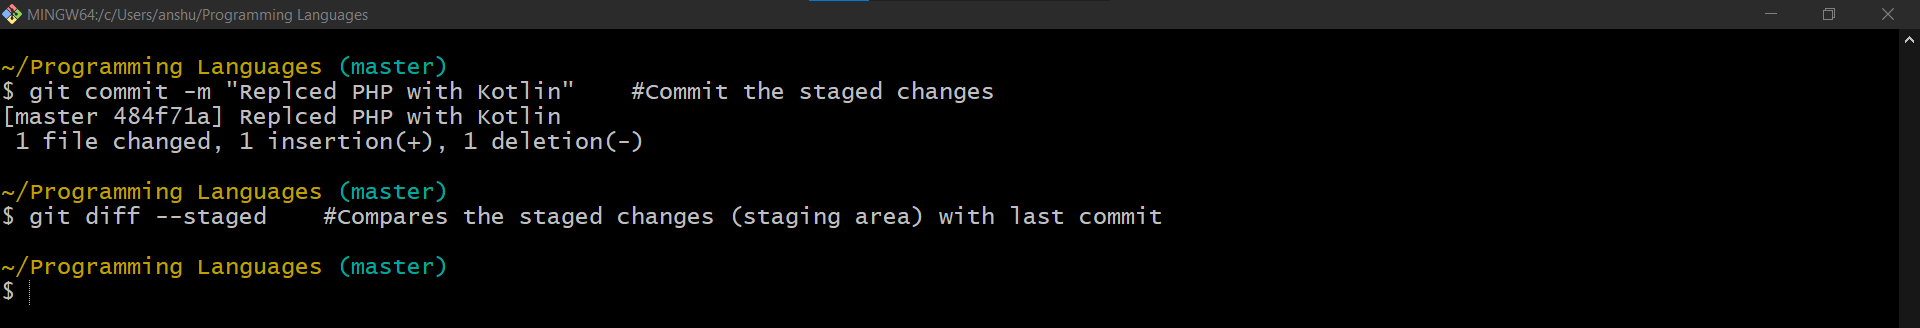 MINGW64:/c/Users/anshu/Programming Languages
~/Programming Languages (master)
$ git commit -m "Replced PHP with Kotlin"    #Commit the staged changes
[master 484f71a] Replced PHP with Kotlin
 1 file changed, 1 insertion(+), 1 deletion(-)
~/Programming Languages (master)
$ git diff --staged    #Compares the staged changes (staging area) with last commit
~/Programming Languages (master)
$